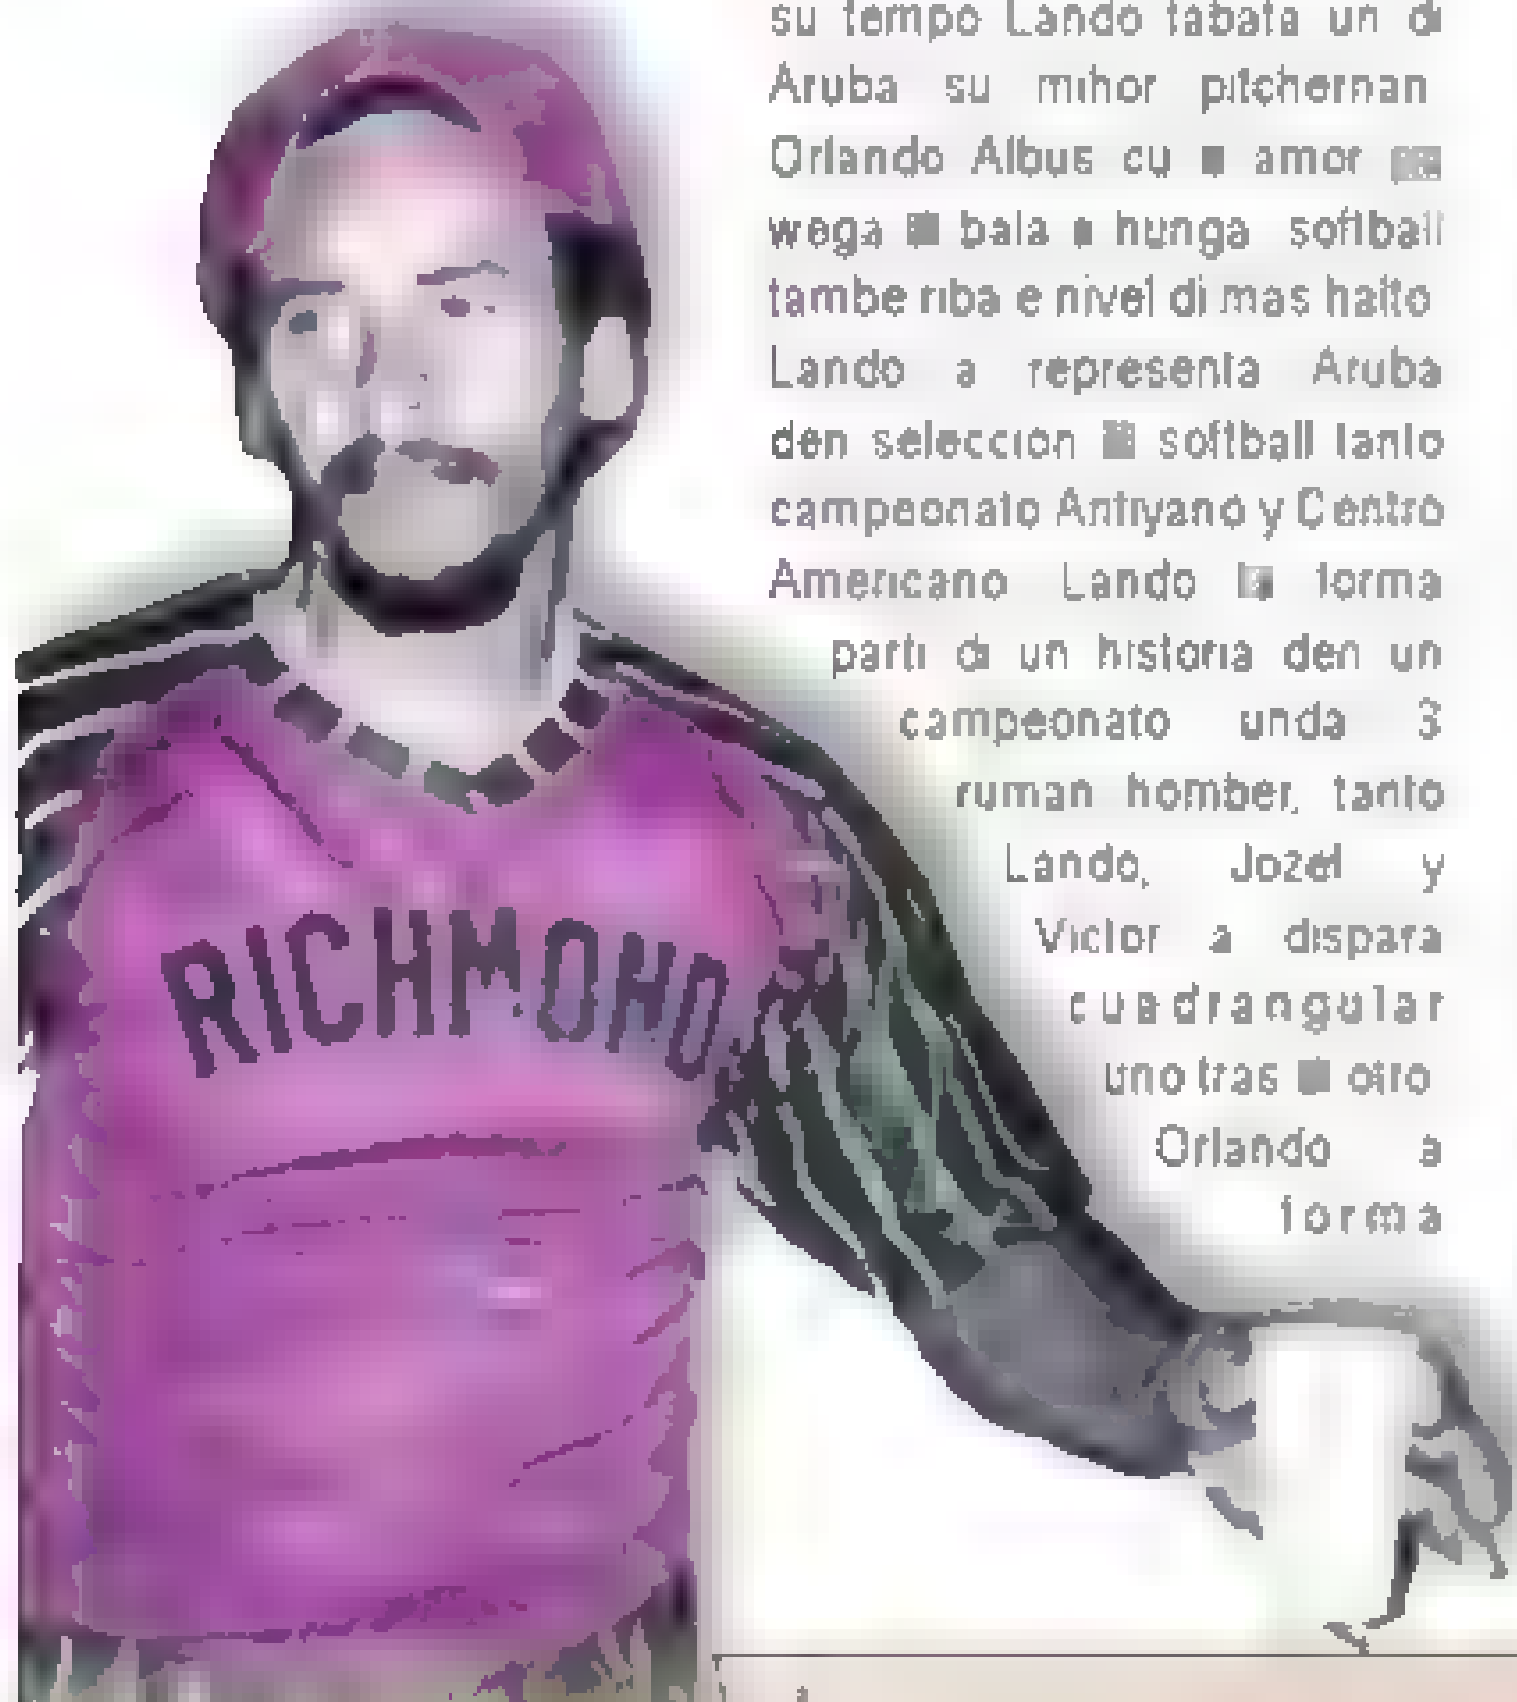 su tempo Lando tabata un di
Aruba su mihor pitchernan
Orlando Albus cu amor
wega bala e hunga softball
tambe riba e nivel di mas halto
Lando a representa Aruba
den seleccion softball tanto
campeonato Antiyano y Centro
Americano Lando forma
parti di un historia den un
campeonato unda 3
ruman homber, tanto
Lando, Jozef y
Victor a dispara
cuadrangular
uno tras otro
Orlando a
forma
RICHMOND